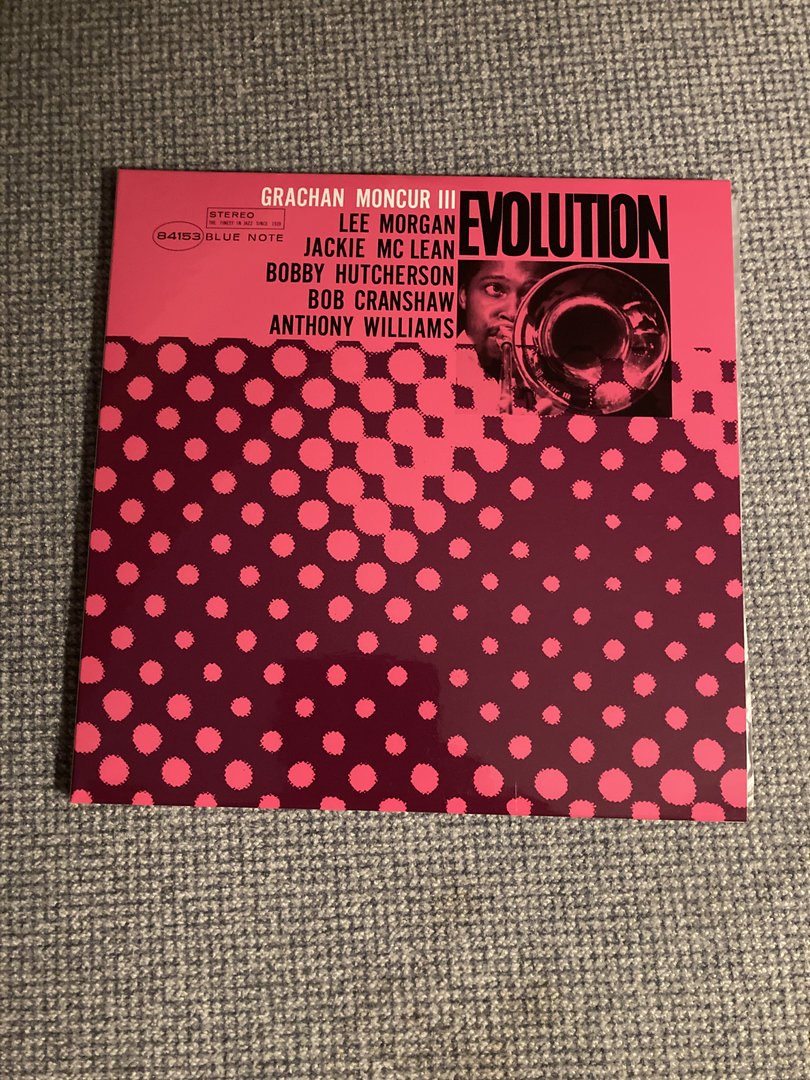 GRACHAN MONCUR III
LEE MORGAN
JACKIE MC LEAN
BOBBY HUTCHERSON
BOB CRANSHAW
ANTHONY WILLIAMS
EVOLUTION
STEREO
THE FINEST IN JAZZ SINCE 1939
84153 BLUE NOTE